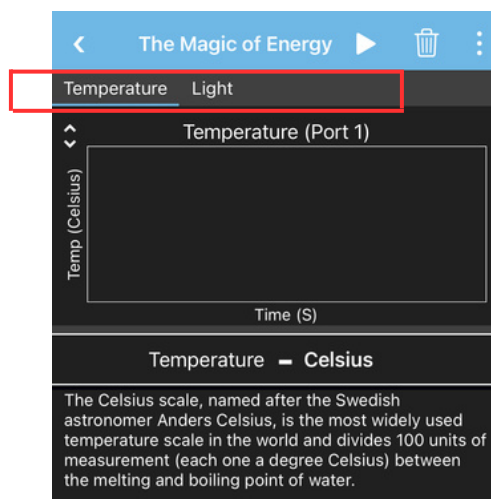 The Magic of Energy
Temperature Light
Temperature (Port 1)
Temp (Celsius)
Time (S)
Temperature – Celsius
The Celsius scale, named after the Swedish
astronomer Anders Celsius, is the most widely used
temperature scale in the world and divides 100 units of
measurement (each one a degree Celsius) between
the melting and boiling point of water.